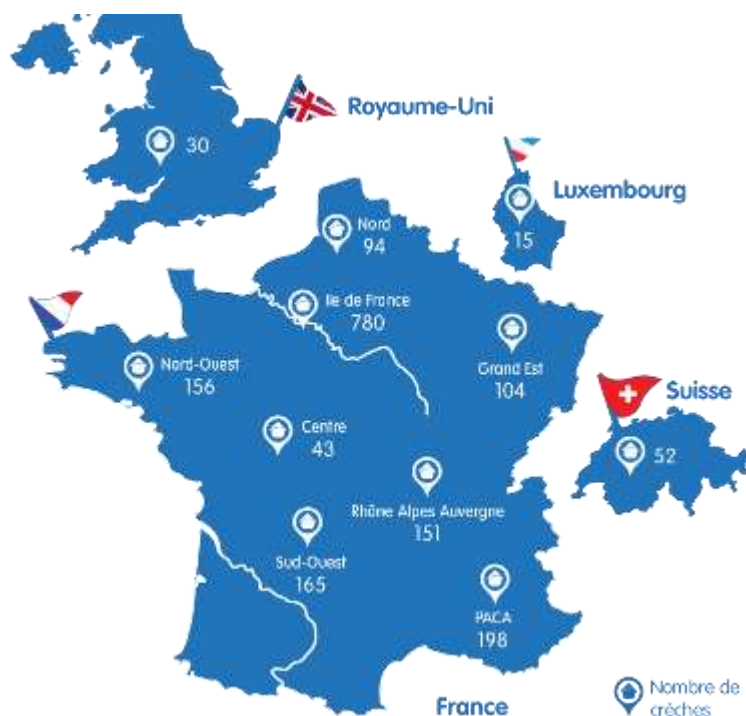 Royaume-Uni
30
Luxembourg
15
Nord
94
Ile de France
780
Grand Est
104
Nord-Ouest
156
Suisse
52
Centre
43
Rhône Alpes Auvergne
151
Sud-Ouest
165
PACA
198
France
Nombre de
crèches